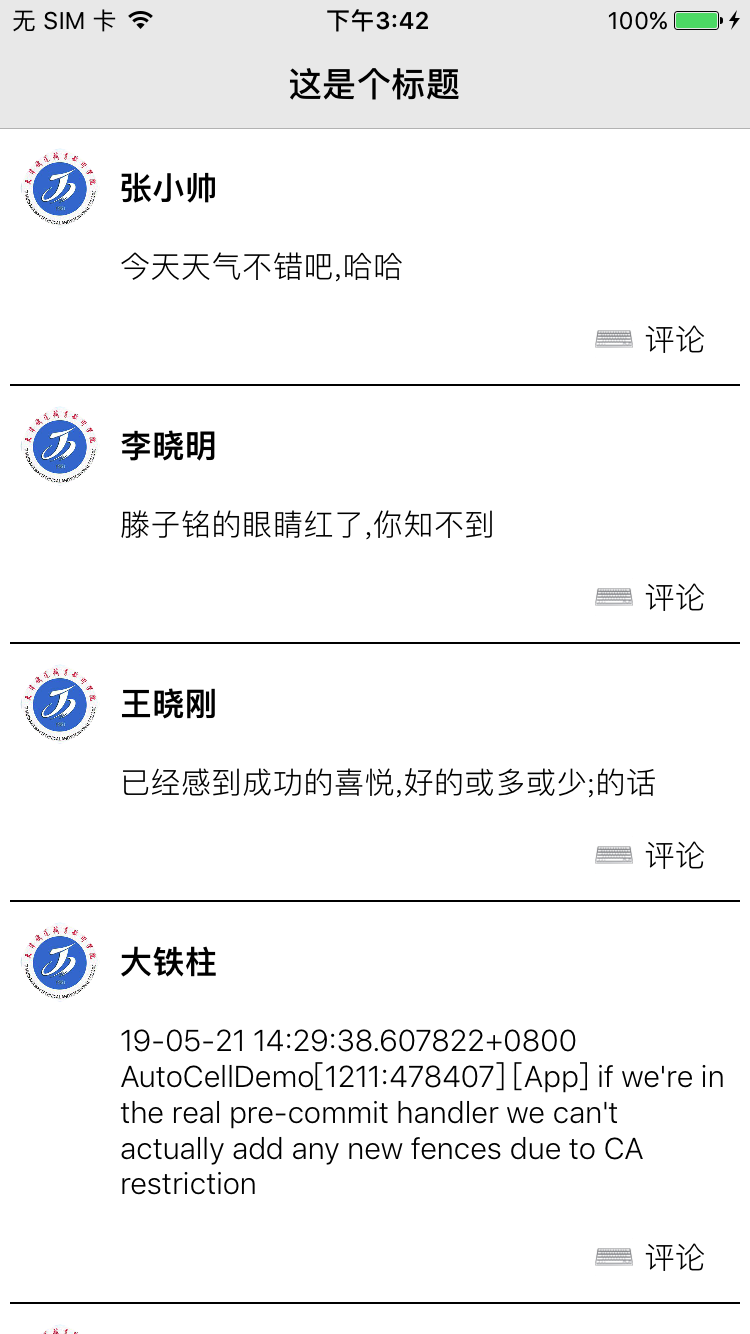 无 SIM 卡 下午3:42 100%
这是个标题
张小帅
今天天气不错吧,哈哈
评论
李晓明
滕子铭的眼睛红了,你知不到
评论
王晓刚
已经感到成功的喜悦,好的或多或少;的话
评论
大铁柱
19-05-21 14:29:38.607822+0800
AutoCellDemo[1211:478407] [App] if we're in
the real pre-commit handler we can't
actually add any new fences due to CA
restriction
评论